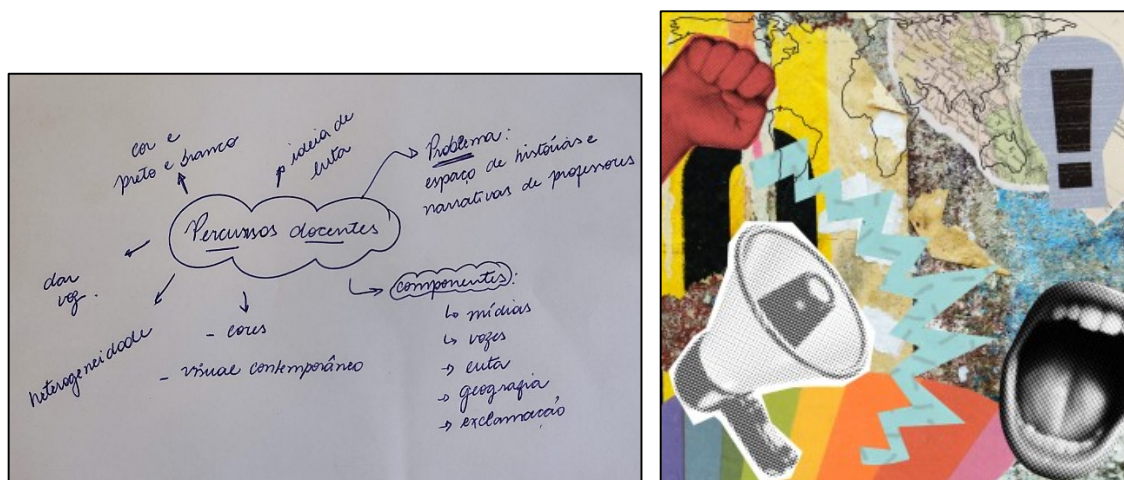 cor e
preto e branco
ideia de
luta
Problema:
espaço de histórias e
narrativas de professores
Percursos docentes
dar
voz.
heterogeneidade
- cores
- visual contemporâneo
componentes:
↳ mídias
↳ vozes
→ luta
→ geografia
→ exclamação
!